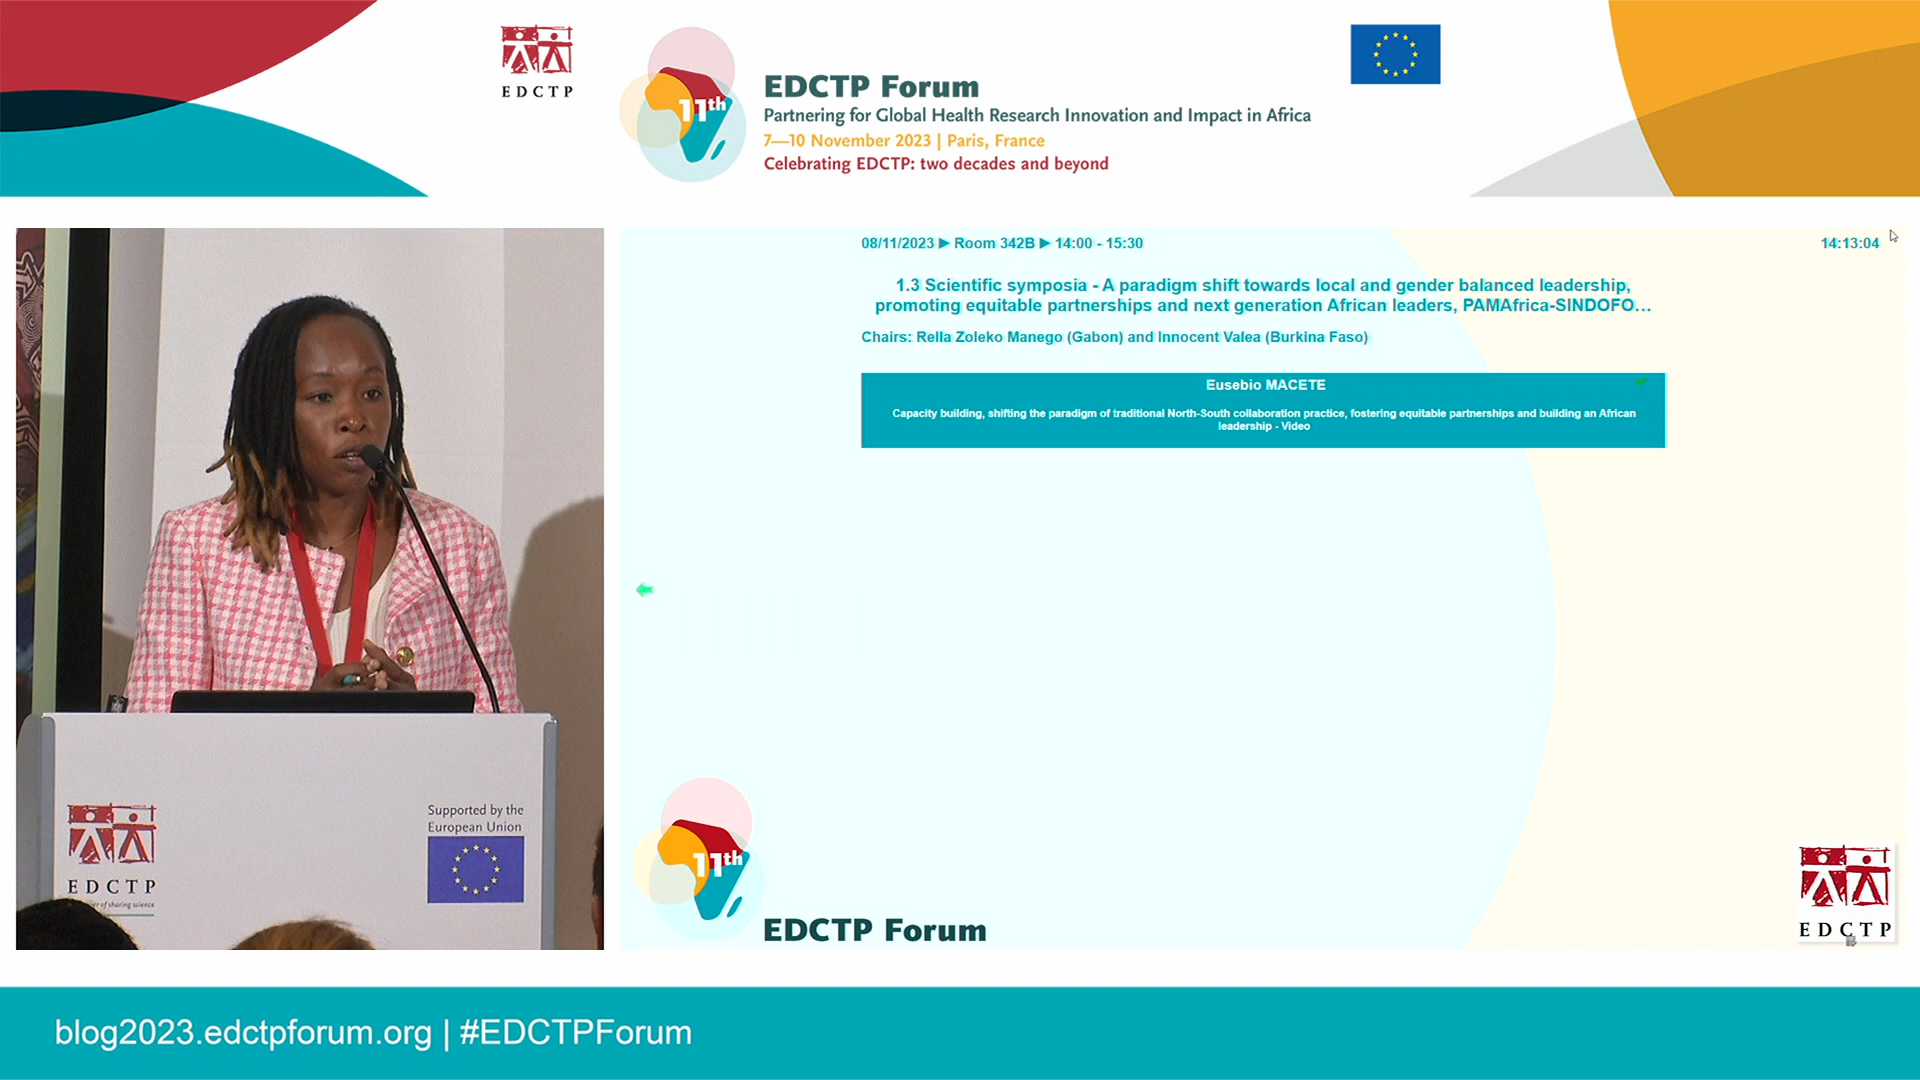 EDCTP
11th
EDCTP Forum
Partnering for Global Health Research Innovation and Impact in Africa
7—10 November 2023 | Paris, France
Celebrating EDCTP: two decades and beyond
08/11/2023 ▶ Room 342B ▶ 14:00 - 15:30
14:13:04
1.3 Scientific symposia - A paradigm shift towards local and gender balanced leadership,
promoting equitable partnerships and next generation African leaders, PAMAfrica-SINDOFO...
Chairs: Rella Zoleko Manego (Gabon) and Innocent Valea (Burkina Faso)
Eusebio MACETE
Capacity building, shifting the paradigm of traditional North-South collaboration practice, fostering equitable partnerships and building an African
leadership - Video
Supported by the
European Union
EDCTP
of sharing science
11th
EDCTP Forum
EDCTP
blog2023.edctpforum.org | #EDCTPForum